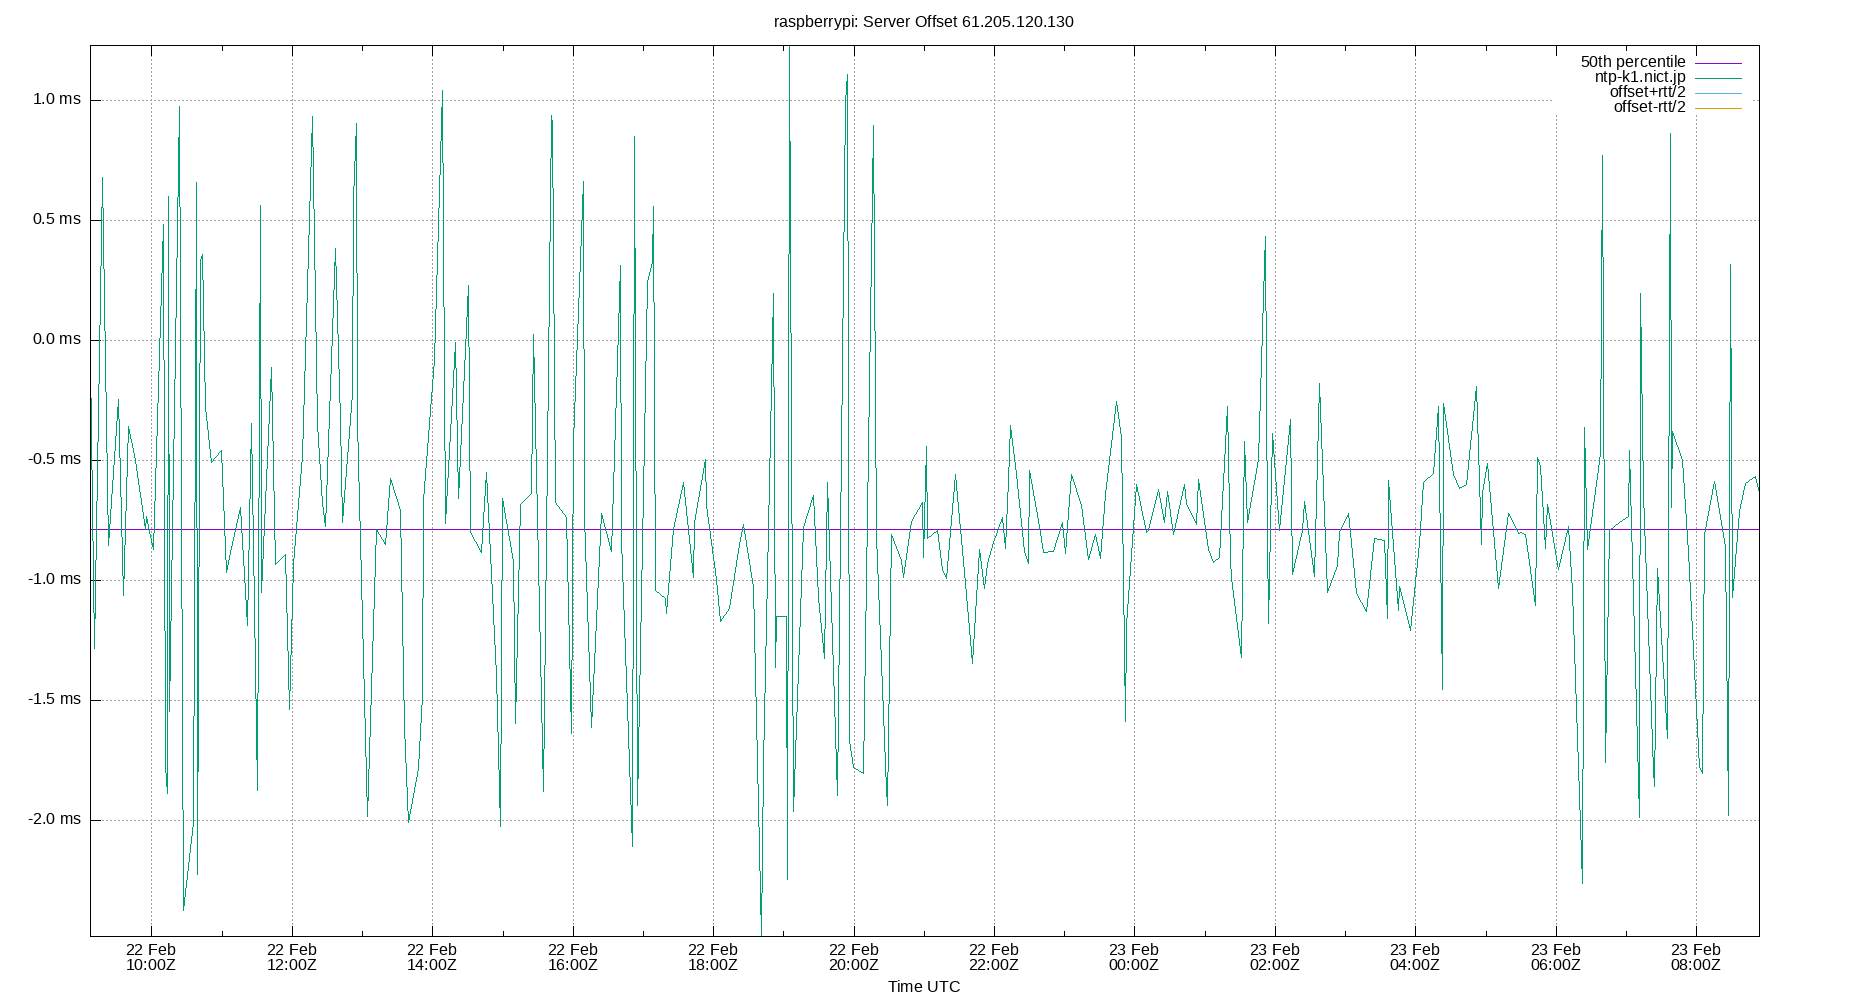 raspberrypi: Server Offset 61.205.120.130
50th percentile
ntp-k1.nict.jp
offset+rtt/2
offset-rtt/2
1.0 ms
0.5 ms
0.0 ms
-0.5 ms
-1.0 ms
-1.5 ms
-2.0 ms
22 Feb 22 Feb 22 Feb 22 Feb 22 Feb 22 Feb 22 Feb 23 Feb 23 Feb 23 Feb 23 Feb 23 Feb
10:00Z 12:00Z 14:00Z 16:00Z 18:00Z 20:00Z 22:00Z 00:00Z 02:00Z 04:00Z 06:00Z 08:00Z
Time UTC